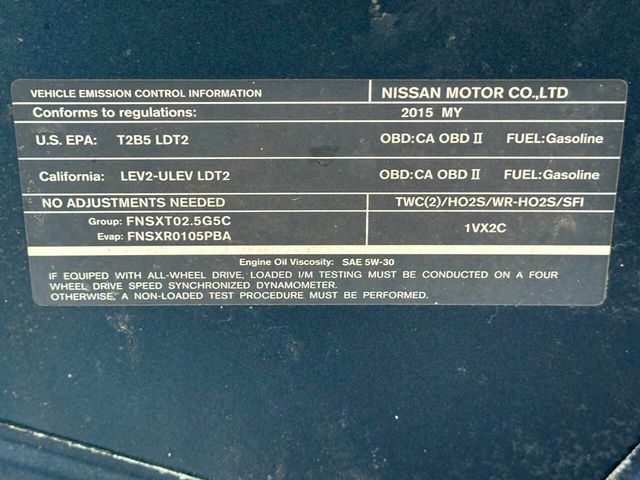 VEHICLE EMISSION CONTROL INFORMATION NISSAN MOTOR CO.,LTD
Conforms to regulations: 2015 MY
U.S. EPA: T2B5 LDT2 OBD:CA OBD II FUEL:Gasoline
California: LEV2-ULEV LDT2 OBD:CA OBD II FUEL:Gasoline
NO ADJUSTMENTS NEEDED TWC(2)/HO2S/WR-HO2S/SFI
Group: FNSXT02.5G5C
Evap: FNSXR0105PBA
1VX2C
Engine Oil Viscosity: SAE 5W-30
IF EQUIPPED WITH ALL-WHEEL DRIVE, LOADED I/M TESTING MUST BE CONDUCTED ON A FOUR
WHEEL DRIVE SPEED SYNCHRONIZED DYNAMOMETER.
OTHERWISE, A NON-LOADED TEST PROCEDURE MUST BE PERFORMED.